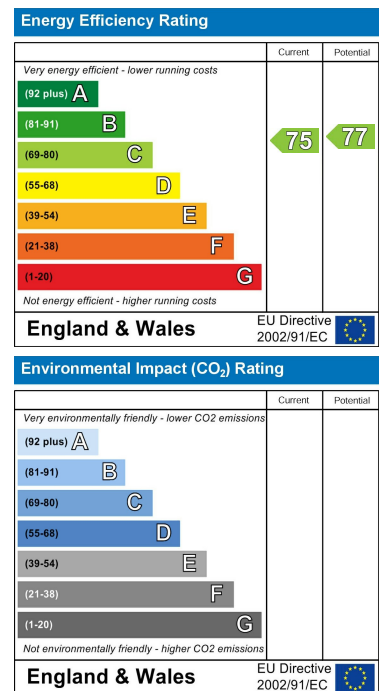 Energy Efficiency Rating
Current Potential
Very energy efficient - lower running costs
(92 plus) A
(81-91) B
(69-80) C
75 77
(55-68) D
(39-54) E
(21-38) F
(1-20) G
Not energy efficient - higher running costs
England & Wales
EU Directive
2002/91/EC
Environmental Impact (CO₂) Rating
Current Potential
Very environmentally friendly - lower CO2 emissions
(92 plus) A
(81-91) B
(69-80) C
(55-68) D
(39-54) E
(21-38) F
(1-20) G
Not environmentally friendly - higher CO2 emissions
England & Wales
EU Directive
2002/91/EC